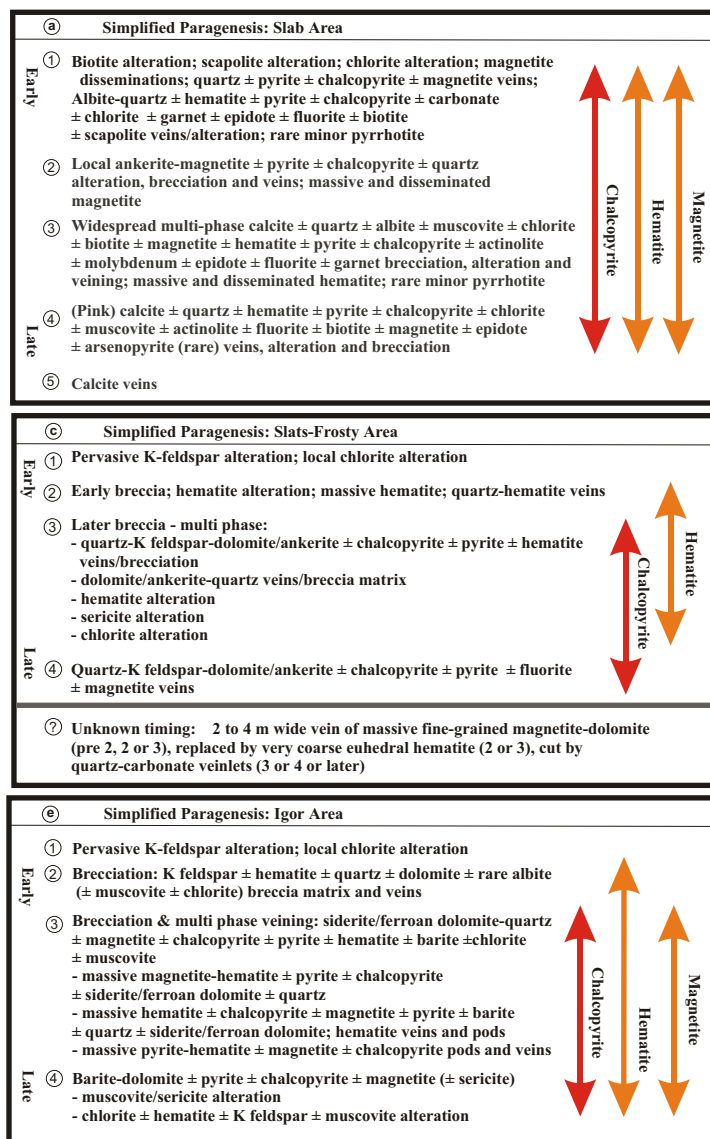 ⓐ Simplified Paragenesis: Slab Area
Early
① Biotite alteration; scapolite alteration; chlorite alteration; magnetite
disseminations; quartz ± pyrite ± chalcopyrite ± magnetite veins;
Albite-quartz ± hematite ± pyrite ± chalcopyrite ± carbonate
± chlorite ± garnet ± epidote ± fluorite ± biotite
± scapolite veins/alteration; rare minor pyrrhotite
② Local ankerite-magnetite ± pyrite ± chalcopyrite ± quartz
alteration, brecciation and veins; massive and disseminated
magnetite
③ Widespread multi-phase calcite ± quartz ± albite ± muscovite ± chlorite
± biotite ± magnetite ± hematite ± pyrite ± chalcopyrite ± actinolite
± molybdenum ± epidote ± fluorite ± garnet brecciation, alteration and
veining; massive and disseminated hematite; rare minor pyrrhotite
Late
④ (Pink) calcite ± quartz ± hematite ± pyrite ± chalcopyrite ± chlorite
± muscovite ± actinolite ± fluorite ± biotite ± magnetite ± epidote
± arsenopyrite (rare) veins, alteration and brecciation
⑤ Calcite veins
Chalcopyrite
Hematite
Magnetite
ⓒ Simplified Paragenesis: Slats-Frosty Area
Early
① Pervasive K-feldspar alteration; local chlorite alteration
② Early breccia; hematite alteration; massive hematite; quartz-hematite veins
③ Later breccia - multi phase:
- quartz-K feldspar-dolomite/ankerite ± chalcopyrite ± pyrite ± hematite
veins/brecciation
- dolomite/ankerite-quartz veins/breccia matrix
- hematite alteration
- sericite alteration
- chlorite alteration
Late
④ Quartz-K feldspar-dolomite/ankerite ± chalcopyrite ± pyrite ± fluorite
± magnetite veins
Chalcopyrite
Hematite
? Unknown timing: 2 to 4 m wide vein of massive fine-grained magnetite-dolomite
(pre 2, 2 or 3), replaced by very coarse euhedral hematite (2 or 3), cut by
quartz-carbonate veinlets (3 or 4 or later)
ⓔ Simplified Paragenesis: Igor Area
① Pervasive K-feldspar alteration; local chlorite alteration
Early
② Brecciation: K feldspar ± hematite ± quartz ± dolomite ± rare albite
(± muscovite ± chlorite) breccia matrix and veins
③ Brecciation & multi phase veining: siderite/ferroan dolomite-quartz
± magnetite ± chalcopyrite ± pyrite ± hematite ± barite ±chlorite
± muscovite
- massive magnetite-hematite ± pyrite ± chalcopyrite
± siderite/ferroan dolomite ± quartz
- massive hematite ± chalcopyrite ± magnetite ± pyrite ± barite
± quartz ± siderite/ferroan dolomite; hematite veins and pods
- massive pyrite-hematite ± magnetite ± chalcopyrite pods and veins
Late
④ Barite-dolomite ± pyrite ± chalcopyrite ± magnetite (± sericite)
- muscovite/sericite alteration
- chlorite ± hematite ± K feldspar ± muscovite alteration
Chalcopyrite
Hematite
Magnetite